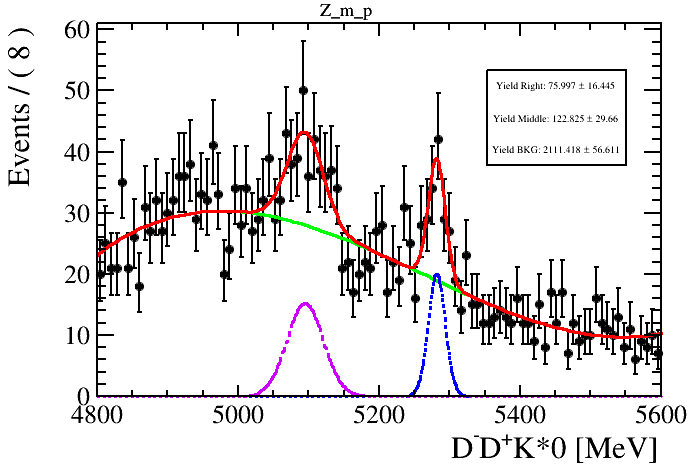 Z_m_p
Events / ( 8 )
60
50
40
30
20
10
0
Yield Right: 75.997 ± 16.445
Yield Middle: 122.825 ± 29.66
Yield BKG: 2111.418 ± 56.611
4800 5000 5200 5400 5600
D⁻D⁺K*0 [MeV]